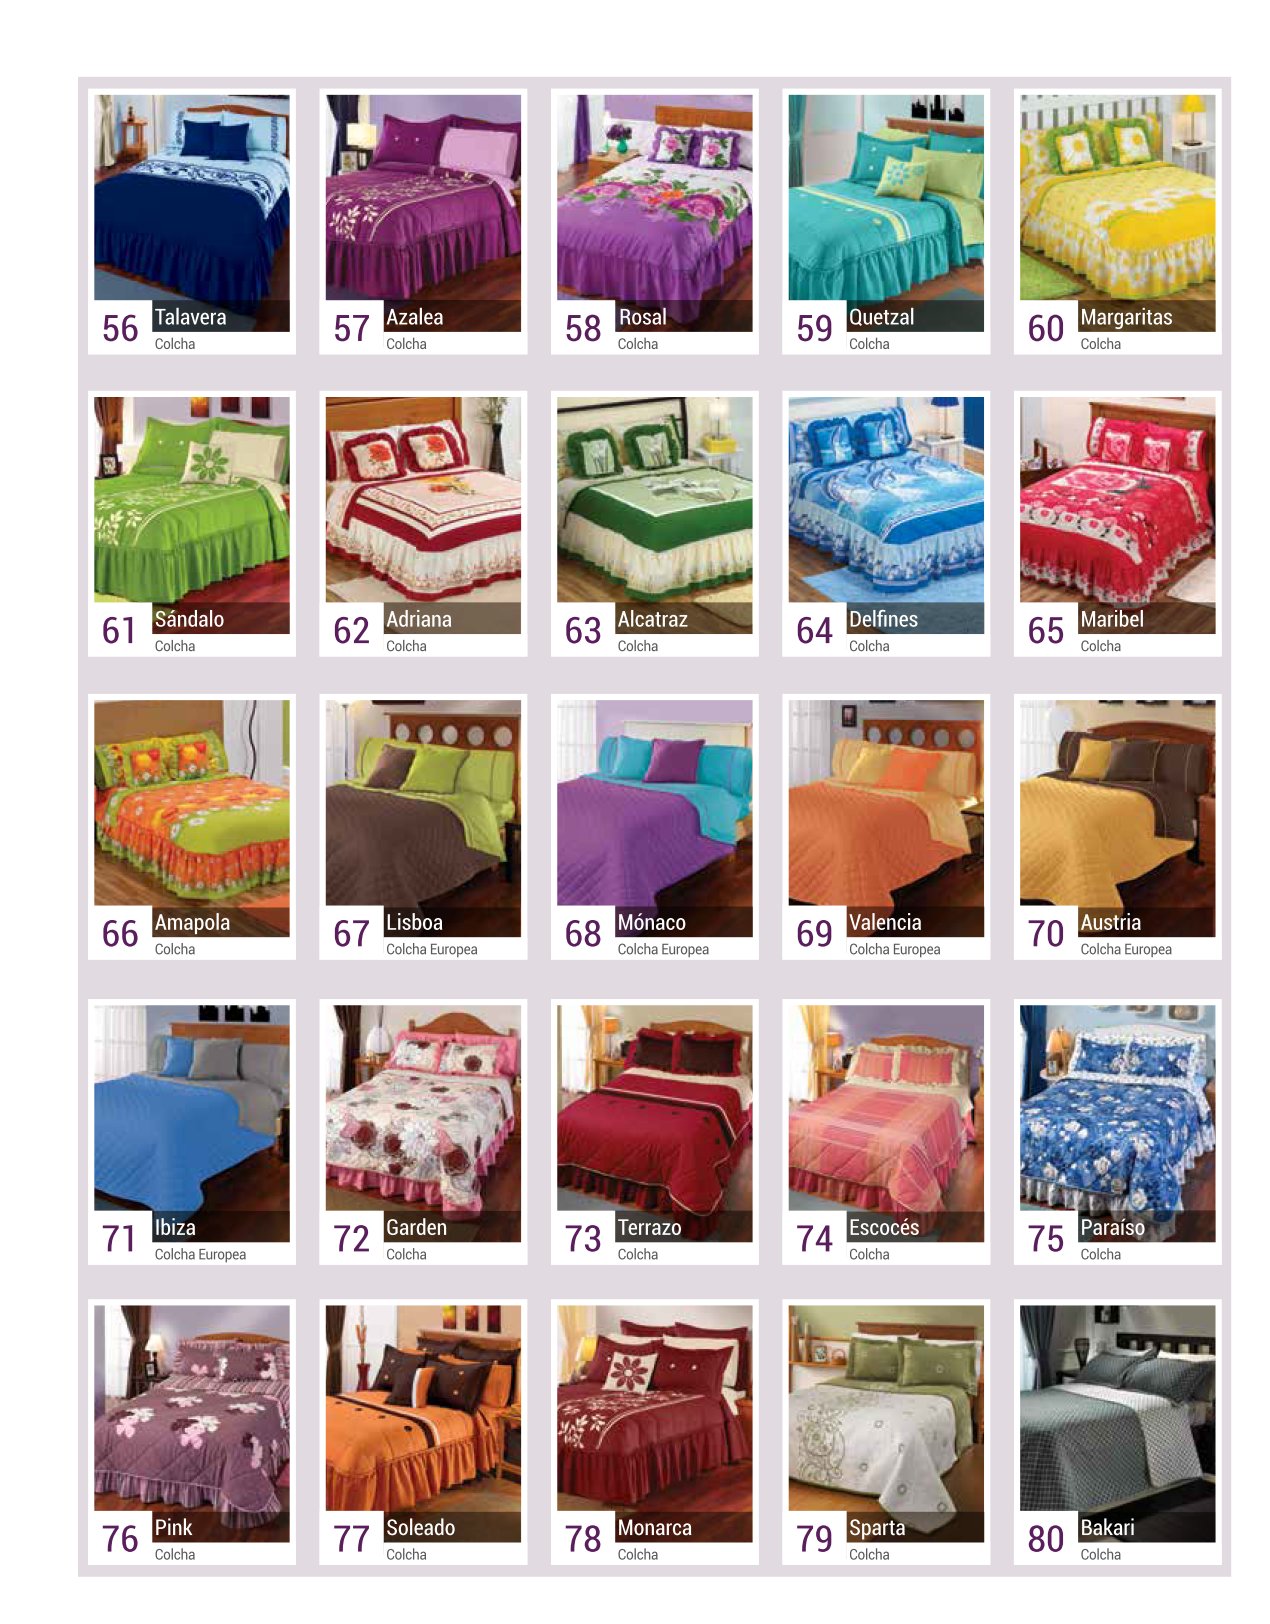 56 Talavera
Colcha
57 Azalea
Colcha
58 Rosal
Colcha
59 Quetzal
Colcha
60 Margaritas
Colcha
61 Sándalo
Colcha
62 Adriana
Colcha
63 Alcatraz
Colcha
64 Delfines
Colcha
65 Maribel
Colcha
66 Amapola
Colcha
67 Lisboa
Colcha Europea
68 Mónaco
Colcha Europea
69 Valencia
Colcha Europea
70 Austria
Colcha Europea
71 Ibiza
Colcha Europea
72 Garden
Colcha
73 Terrazo
Colcha
74 Escocés
Colcha
75 Paraíso
Colcha
76 Pink
Colcha
77 Soleado
Colcha
78 Monarca
Colcha
79 Sparta
Colcha
80 Bakari
Colcha